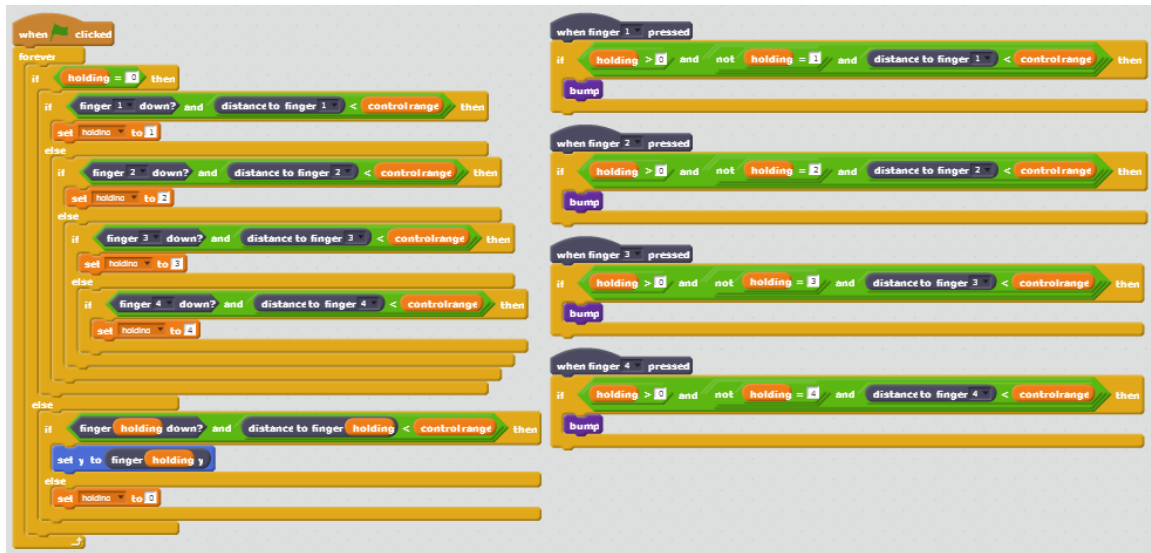 when clicked
forever
if holding = 0 then
if finger 1 down? and distance to finger 1 < controlrange then
set holding to 1
else
if finger 2 down? and distance to finger 2 < controlrange then
set holding to 2
else
if finger 3 down? and distance to finger 3 < controlrange then
set holding to 3
else
if finger 4 down? and distance to finger 4 < controlrange then
set holding to 4
else
if finger holding down? and distance to finger holding < controlrange then
set y to finger holding y
else
set holding to 0
when finger 1 pressed
if holding > 0 and not holding = 1 and distance to finger 1 < controlrange then
bump
when finger 2 pressed
if holding > 0 and not holding = 2 and distance to finger 2 < controlrange then
bump
when finger 3 pressed
if holding > 0 and not holding = 3 and distance to finger 3 < controlrange then
bump
when finger 4 pressed
if holding > 0 and not holding = 4 and distance to finger 4 < controlrange then
bump